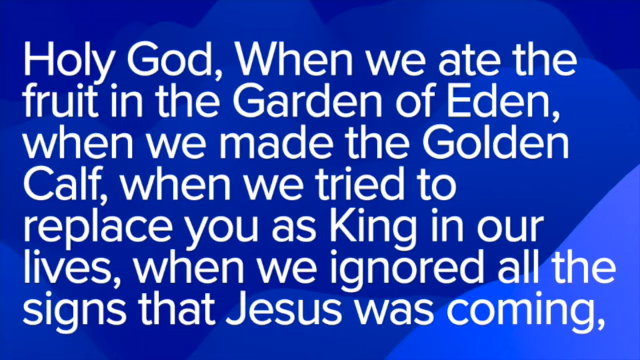 Holy God, When we ate the
fruit in the Garden of Eden,
when we made the Golden
Calf, when we tried to
replace you as King in our
lives, when we ignored all the
signs that Jesus was coming,